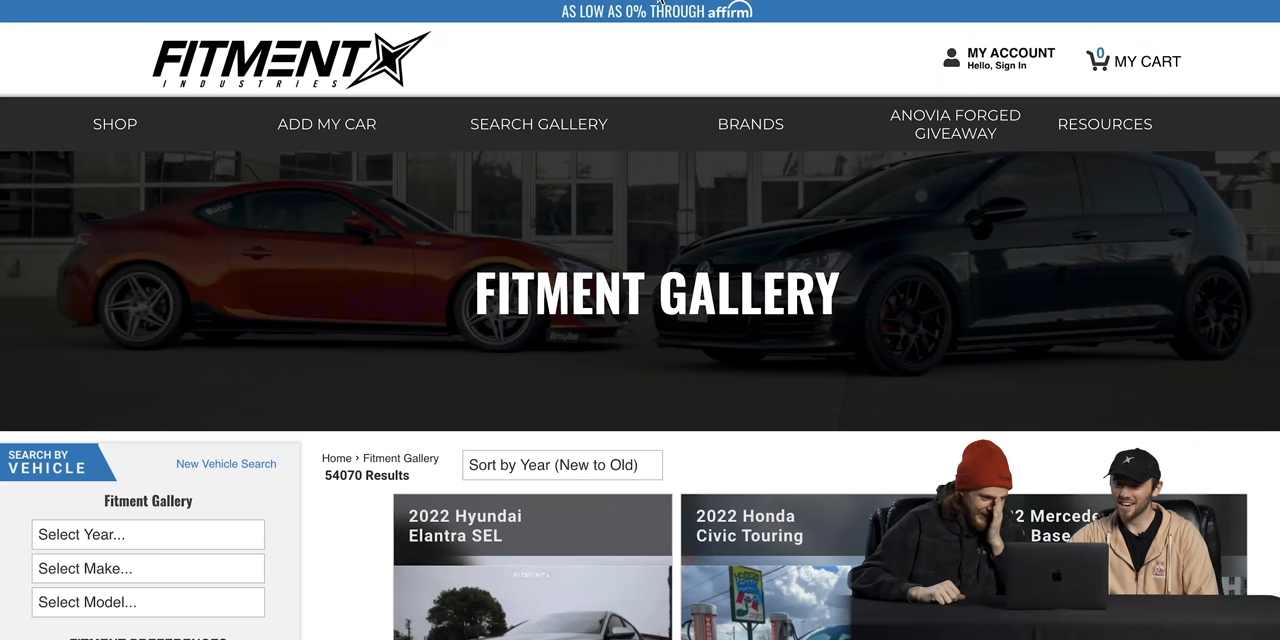 AS LOW AS 0% THROUGH affirm
FITMENT
INDUSTRIES
MY ACCOUNT
Hello, Sign In
0
MY CART
SHOP
ADD MY CAR
SEARCH GALLERY
BRANDS
ANOVIA FORGED
GIVEAWAY
RESOURCES
FITMENT GALLERY
SEARCH BY
VEHICLE
New Vehicle Search
Fitment Gallery
Select Year...
Select Make...
Select Model...
Home › Fitment Gallery
54070 Results
Sort by Year (New to Old)
2022 Hyundai
Elantra SEL
2022 Honda
Civic Touring
2 Mercede
Base